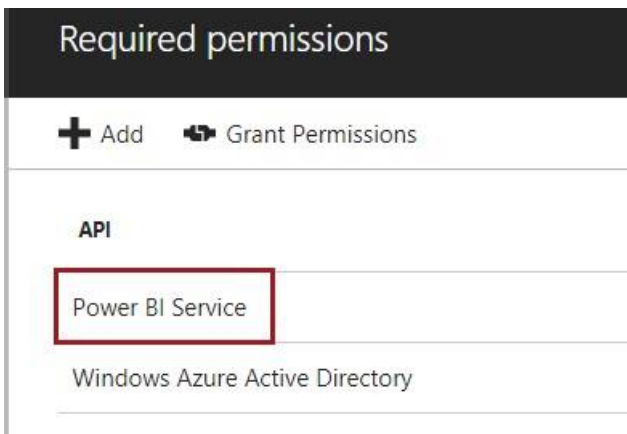 Required permissions
Add Grant Permissions
API
Power BI Service
Windows Azure Active Directory